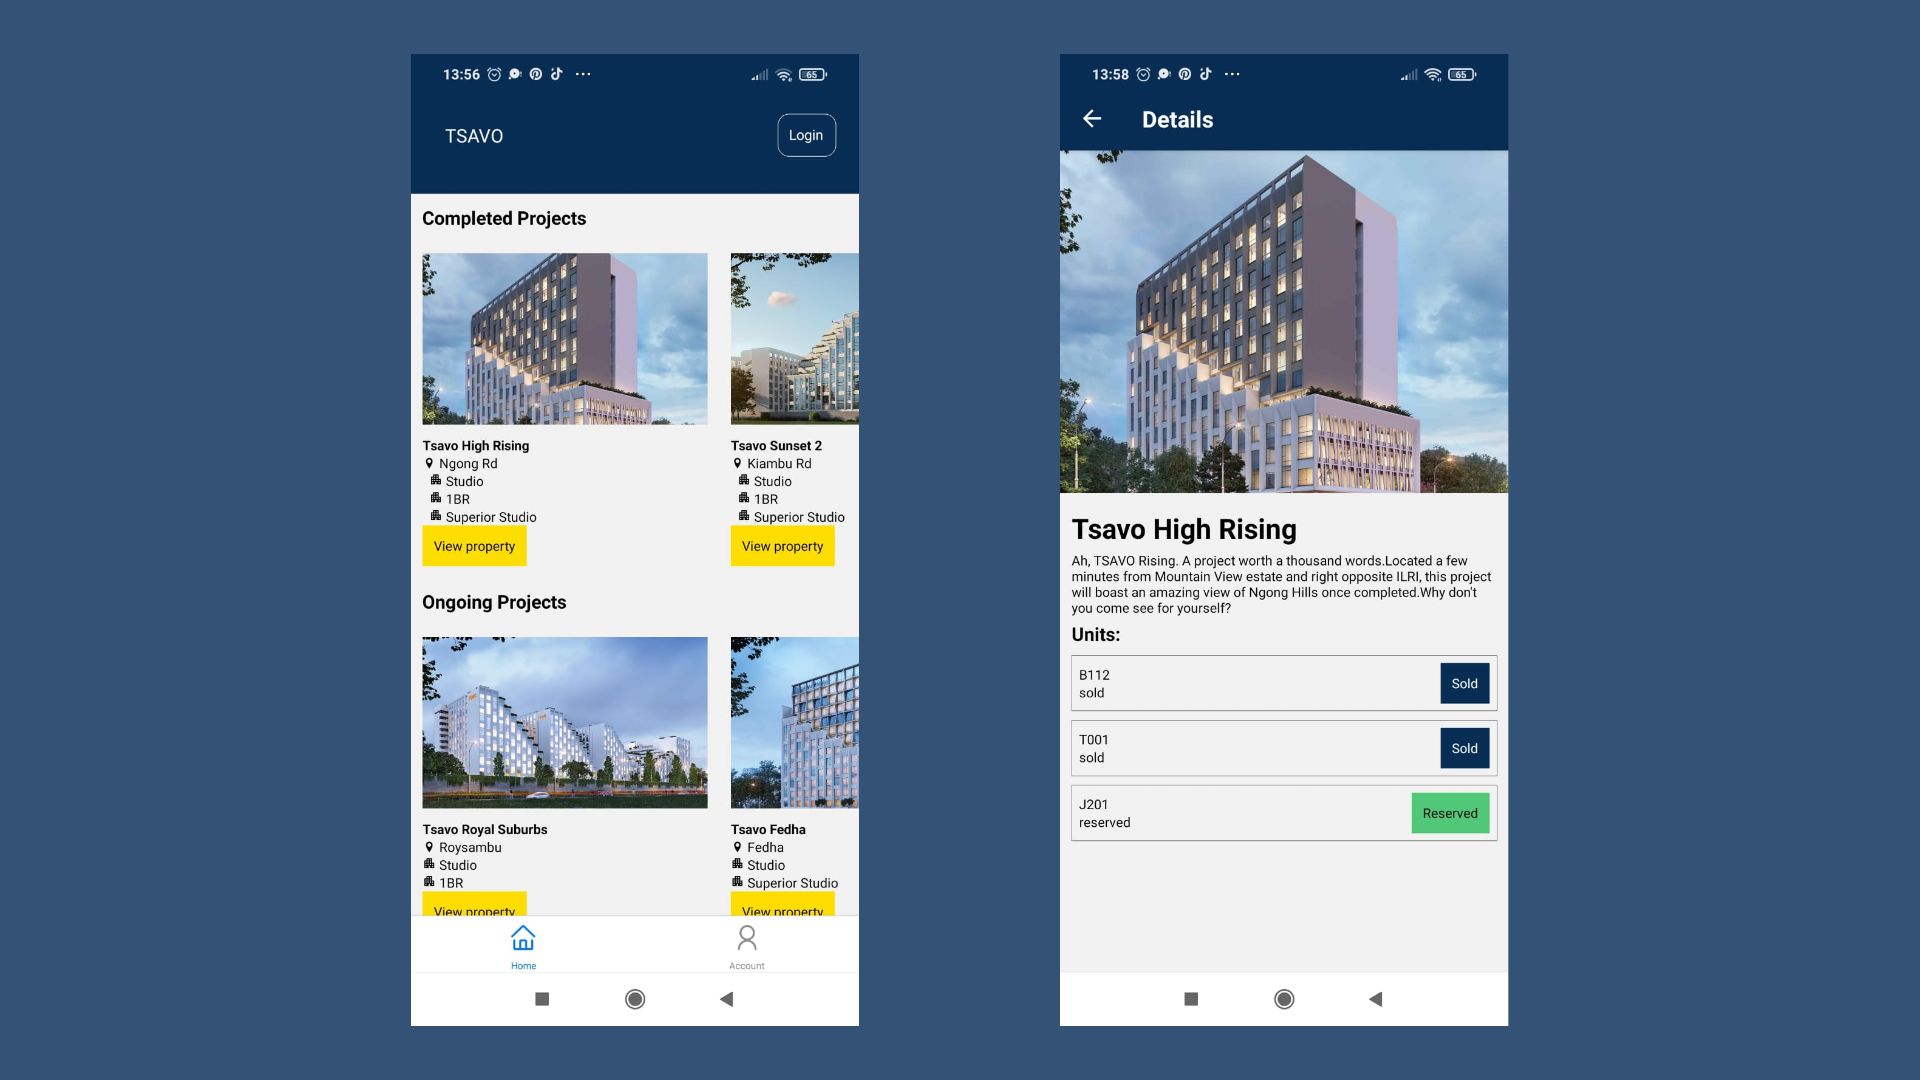 13:56
65
TSAVO
Login
Completed Projects
Tsavo High Rising
Ngong Rd
Studio
1BR
Superior Studio
View property
Tsavo Sunset 2
Kiambu Rd
Studio
1BR
Superior Studio
View property
Ongoing Projects
Tsavo Royal Suburbs
Roysambu
Studio
1BR
View property
Tsavo Fedha
Fedha
Studio
Superior Studio
View property
Home
Account
13:58
65
Details
Tsavo High Rising
Ah, TSAVO Rising. A project worth a thousand words.Located a few
minutes from Mountain View estate and right opposite ILRI, this project
will boast an amazing view of Ngong Hills once completed.Why don't
you come see for yourself?
Units:
B112
sold
Sold
T001
sold
Sold
J201
reserved
Reserved